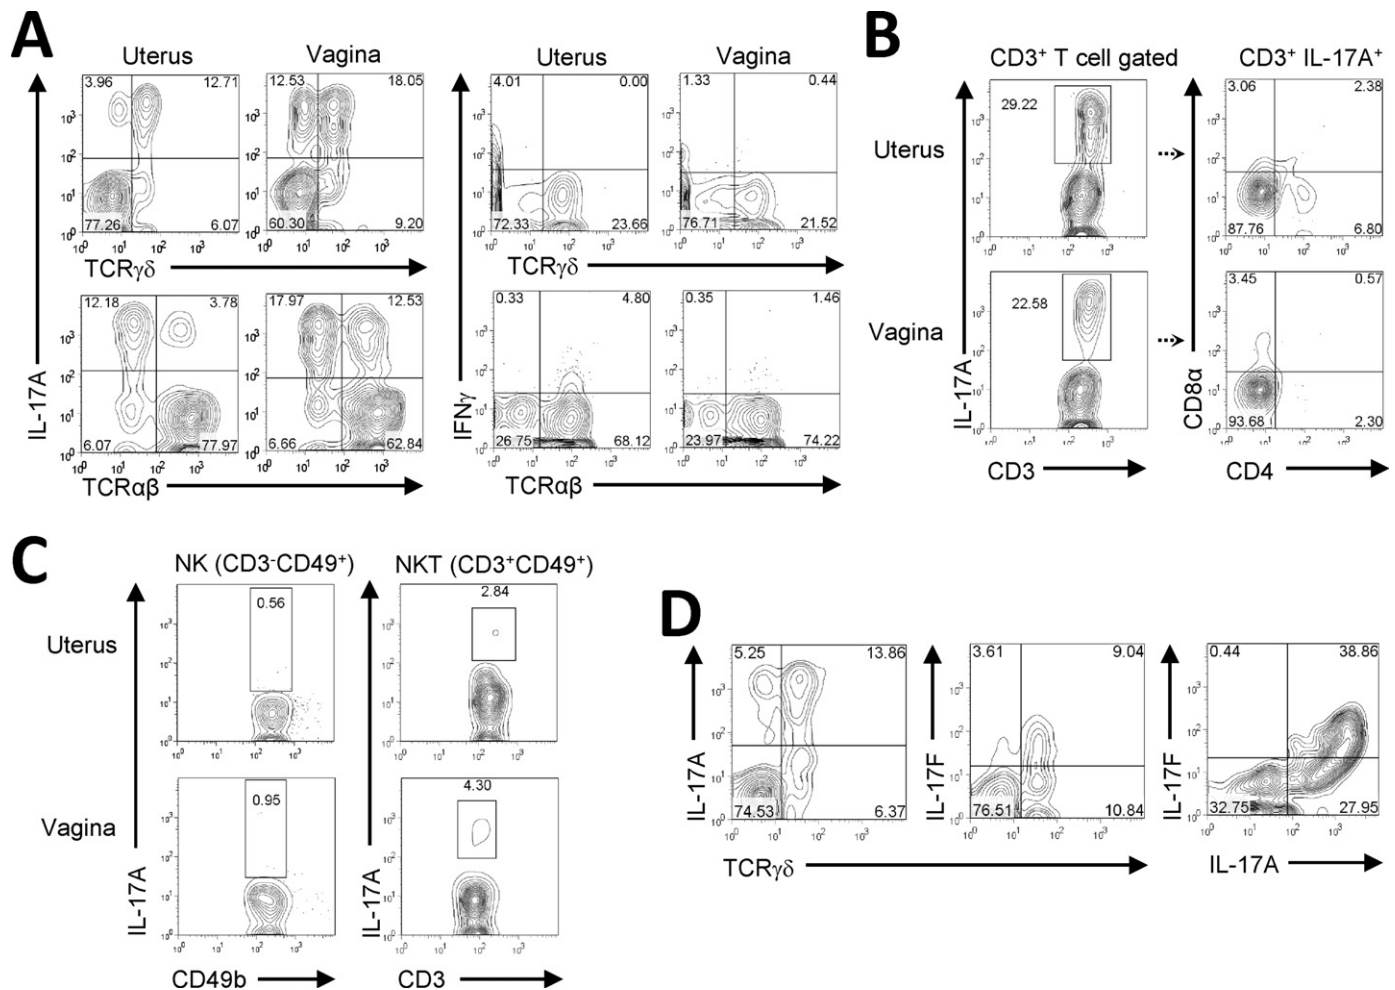 A
Uterus
Vagina
Uterus
Vagina
IL-17A
3.96 12.71
77.26 6.07
12.53 18.05
60.30 9.20
10³
10²
10¹
10⁰
10⁰ 10¹ 10² 10³
TCRγδ
IFNγ
4.01 0.00
72.33 23.66
1.33 0.44
76.71 21.52
TCRγδ
12.18 3.78
6.07 77.97
17.97 12.53
6.66 62.84
TCRαβ
0.33 4.80
26.75 68.12
0.35 1.46
23.97 74.22
TCRαβ
B
CD3⁺ T cell gated
CD3⁺ IL-17A⁺
Uterus
29.22
3.06 2.38
87.76 6.80
Vagina
22.58
3.45 0.57
93.68 2.30
IL-17A
CD8α
CD3
CD4
C
NK (CD3⁻CD49⁺)
NKT (CD3⁺CD49⁺)
Uterus
0.56
2.84
Vagina
0.95
4.30
IL-17A
IL-17A
CD49b
CD3
D
5.25 13.86
74.53 6.37
IL-17A
3.61 9.04
76.51 10.84
IL-17F
0.44 38.86
32.75 27.95
IL-17F
TCRγδ
IL-17A